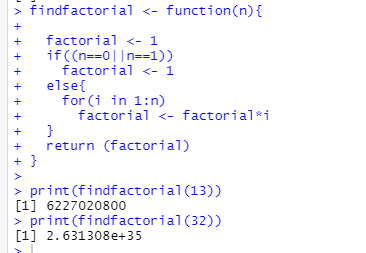 > findfactorial <- function(n){
+
+   factorial <- 1
+   if((n==0||n==1))
+     factorial <- 1
+   else{
+     for(i in 1:n)
+       factorial <- factorial*i
+   }
+   return (factorial)
+ }
>
> print(findfactorial(13))
[1] 6227020800
> print(findfactorial(32))
[1] 2.631308e+35
>